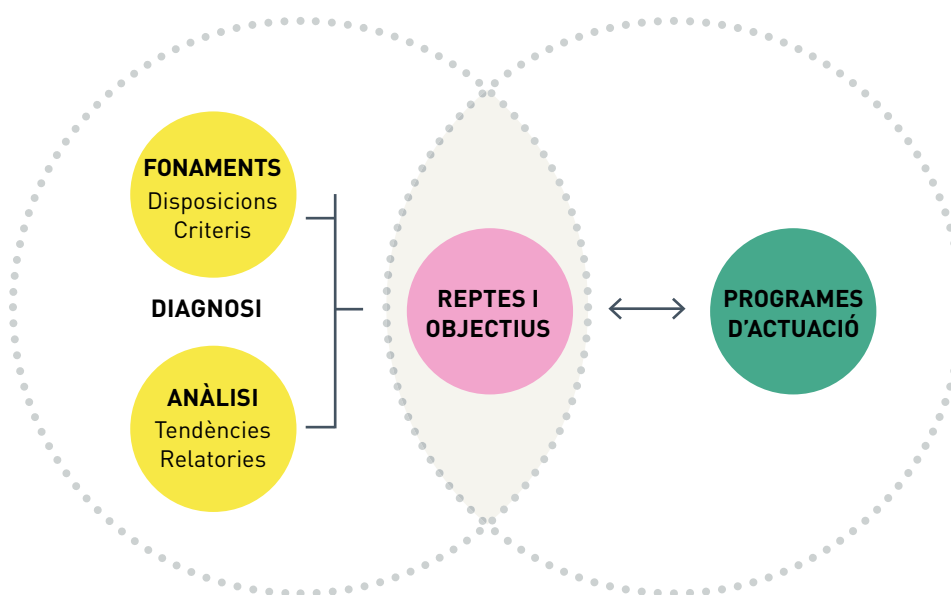 FONAMENTS
Disposicions
Criteris
DIAGNOSI
ANÀLISI
Tendències
Relatories
REPTES I
OBJECTIUS
PROGRAMES
D’ACTUACIÓ